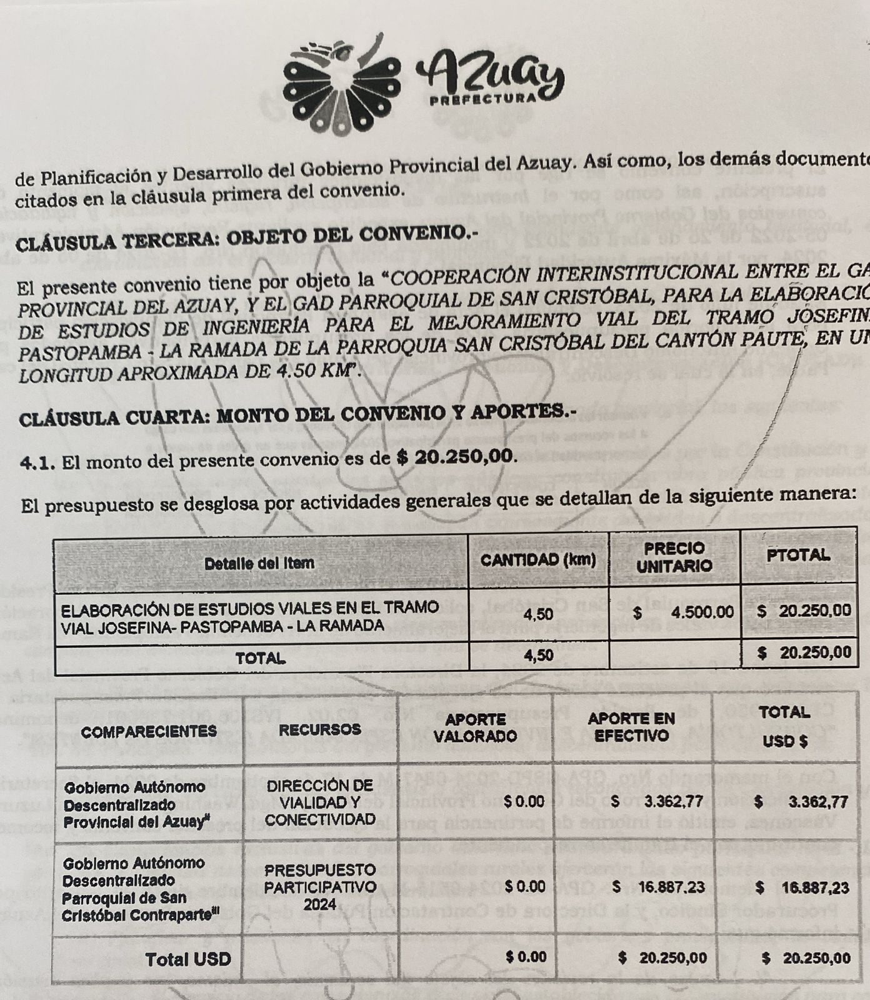 Azuay
PREFECTURA
de Planificación y Desarrollo del Gobierno Provincial del Azuay. Así como, los demás documento
citados en la cláusula primera del convenio.
CLÁUSULA TERCERA: OBJETO DEL CONVENIO.-
El presente convenio tiene por objeto la “COOPERACIÓN INTERINSTITUCIONAL ENTRE EL GA
PROVINCIAL DEL AZUAY, Y EL GAD PARROQUIAL DE SAN CRISTÓBAL, PARA LA ELABORACIÓ
DE ESTUDIOS DE INGENIERÍA PARA EL MEJORAMIENTO VIAL DEL TRAMO JOSEFIN
PASTOPAMBA - LA RAMADA DE LA PARROQUIA SAN CRISTÓBAL DEL CANTÓN PAUTE, EN UN
LONGITUD APROXIMADA DE 4.50 KM”.
CLÁUSULA CUARTA: MONTO DEL CONVENIO Y APORTES.-
4.1. El monto del presente convenio es de $ 20.250,00.
El presupuesto se desglosa por actividades generales que se detallan de la siguiente manera:
Detalle del Item CANTIDAD (km) PRECIO UNITARIO PTOTAL
ELABORACIÓN DE ESTUDIOS VIALES EN EL TRAMO
VIAL JOSEFINA- PASTOPAMBA - LA RAMADA 4,50 $ 4.500,00 $ 20.250,00
TOTAL 4,50 $ 20.250,00
COMPARECIENTES RECURSOS APORTE VALORADO APORTE EN EFECTIVO TOTAL USD $
Gobierno Autónomo
Descentralizado
Provincial del Azuay
DIRECCIÓN DE
VIALIDAD Y
CONECTIVIDAD
$ 0.00 $ 3.362,77 $ 3.362,77
Gobierno Autónomo
Descentralizado
Parroquial de San
Cristóbal Contraparte
PRESUPUESTO
PARTICIPATIVO
2024
$ 0.00 $ 16.887,23 $ 16.887,23
Total USD $ 0.00 $ 20.250,00 $ 20.250,00